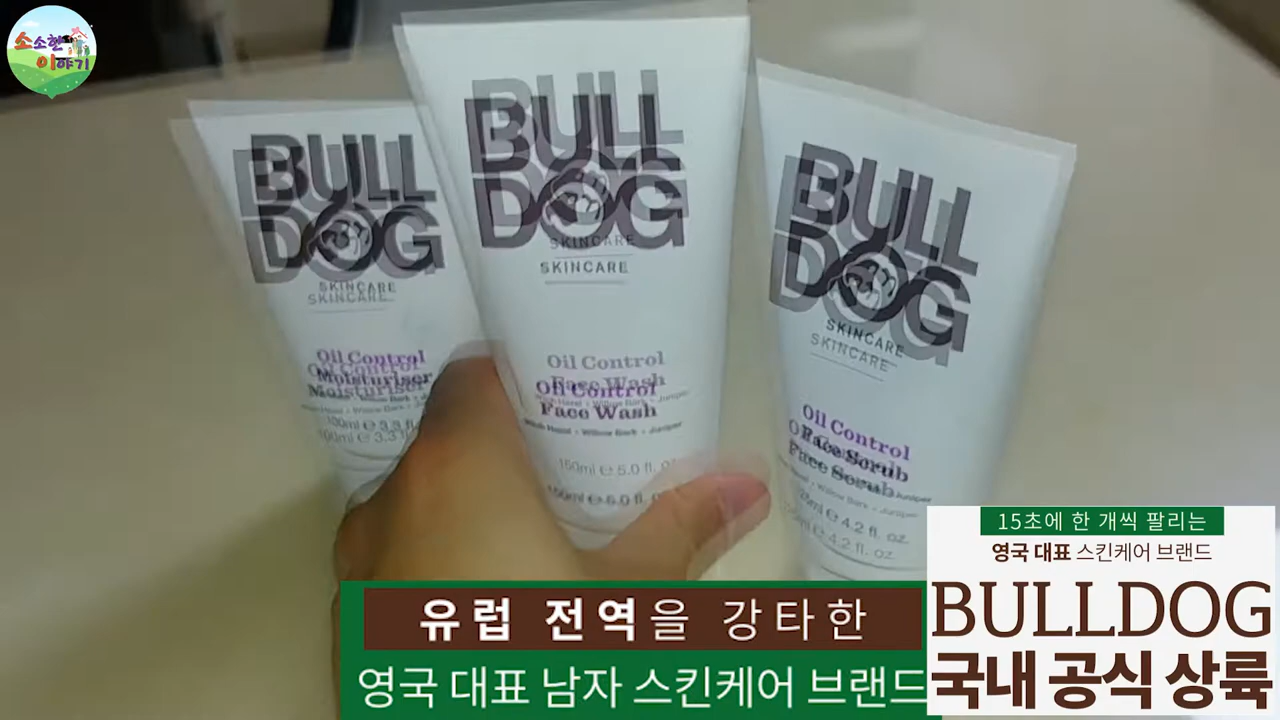 소소한
이야기
BULL
DOG
SKINCARE
Oil Control
Moisturiser
100ml e 3.3 fl.
BULL
DOG
SKINCARE
Oil Control
Face Wash
Witch Hazel • Willow Bark • Juniper
150ml e 5.0 fl. oz
BULL
DOG
SKINCARE
Oil Control
Face Scrub
Willow Bark • Juniper
e 4.2 fl. oz.
15초에 한 개씩 팔리는
영국 대표 스킨케어 브랜드
BULLDOG
국내 공식 상륙
유럽 전역을 강타한
영국 대표 남자 스킨케어 브랜드